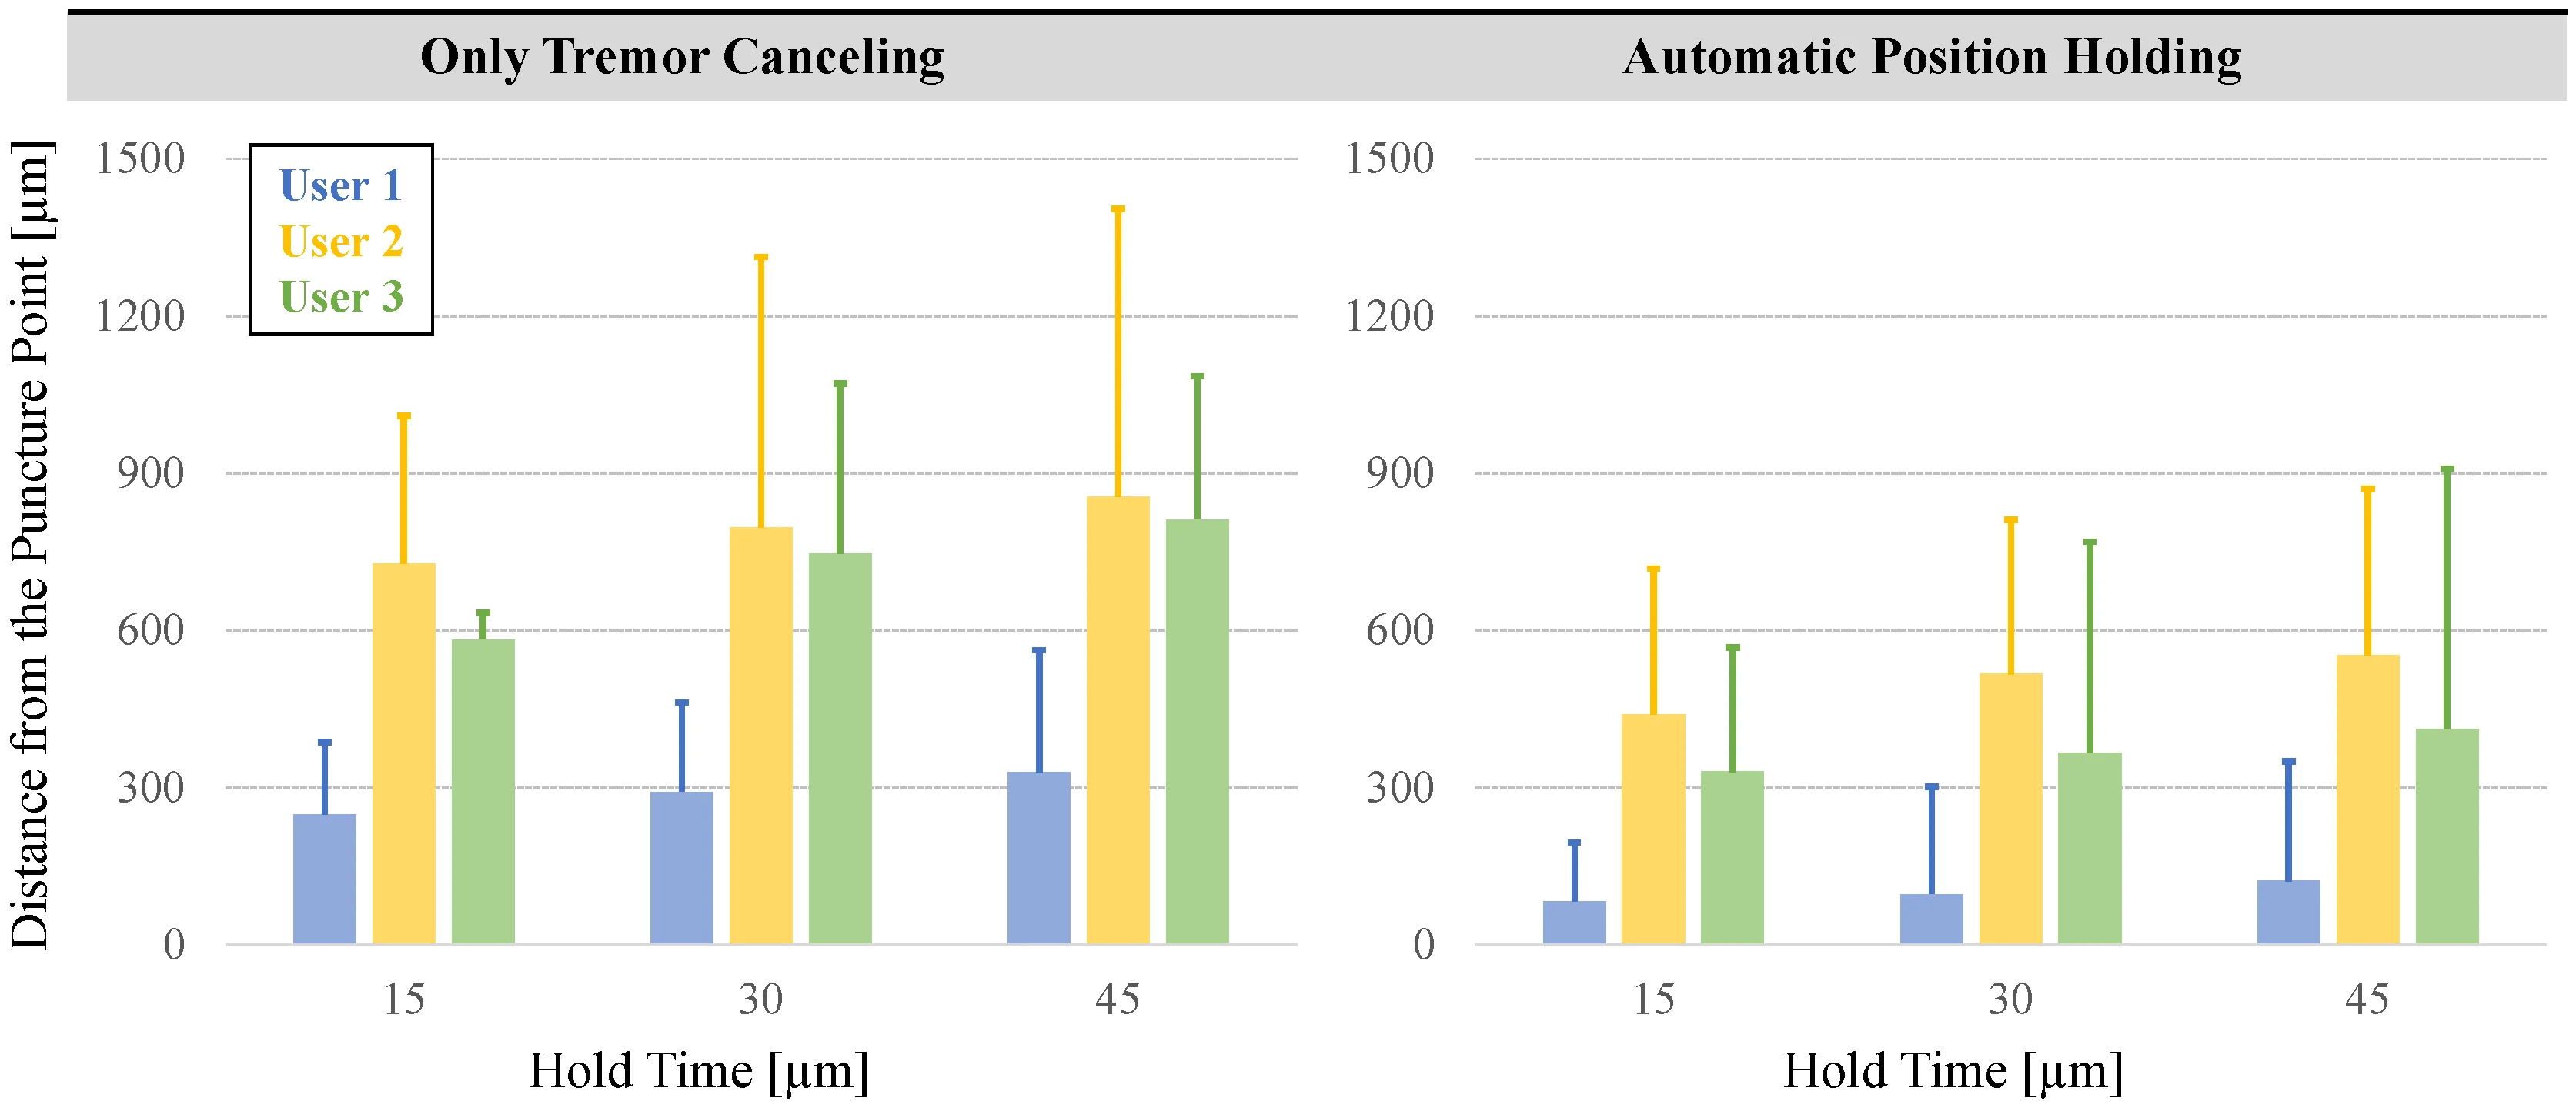 Only Tremor Canceling
Automatic Position Holding
Distance from the Puncture Point [µm]
1500
1200
900
600
300
0
User 1
User 2
User 3
15 30 45
Hold Time [µm]
1500
1200
900
600
300
0
15 30 45
Hold Time [µm]